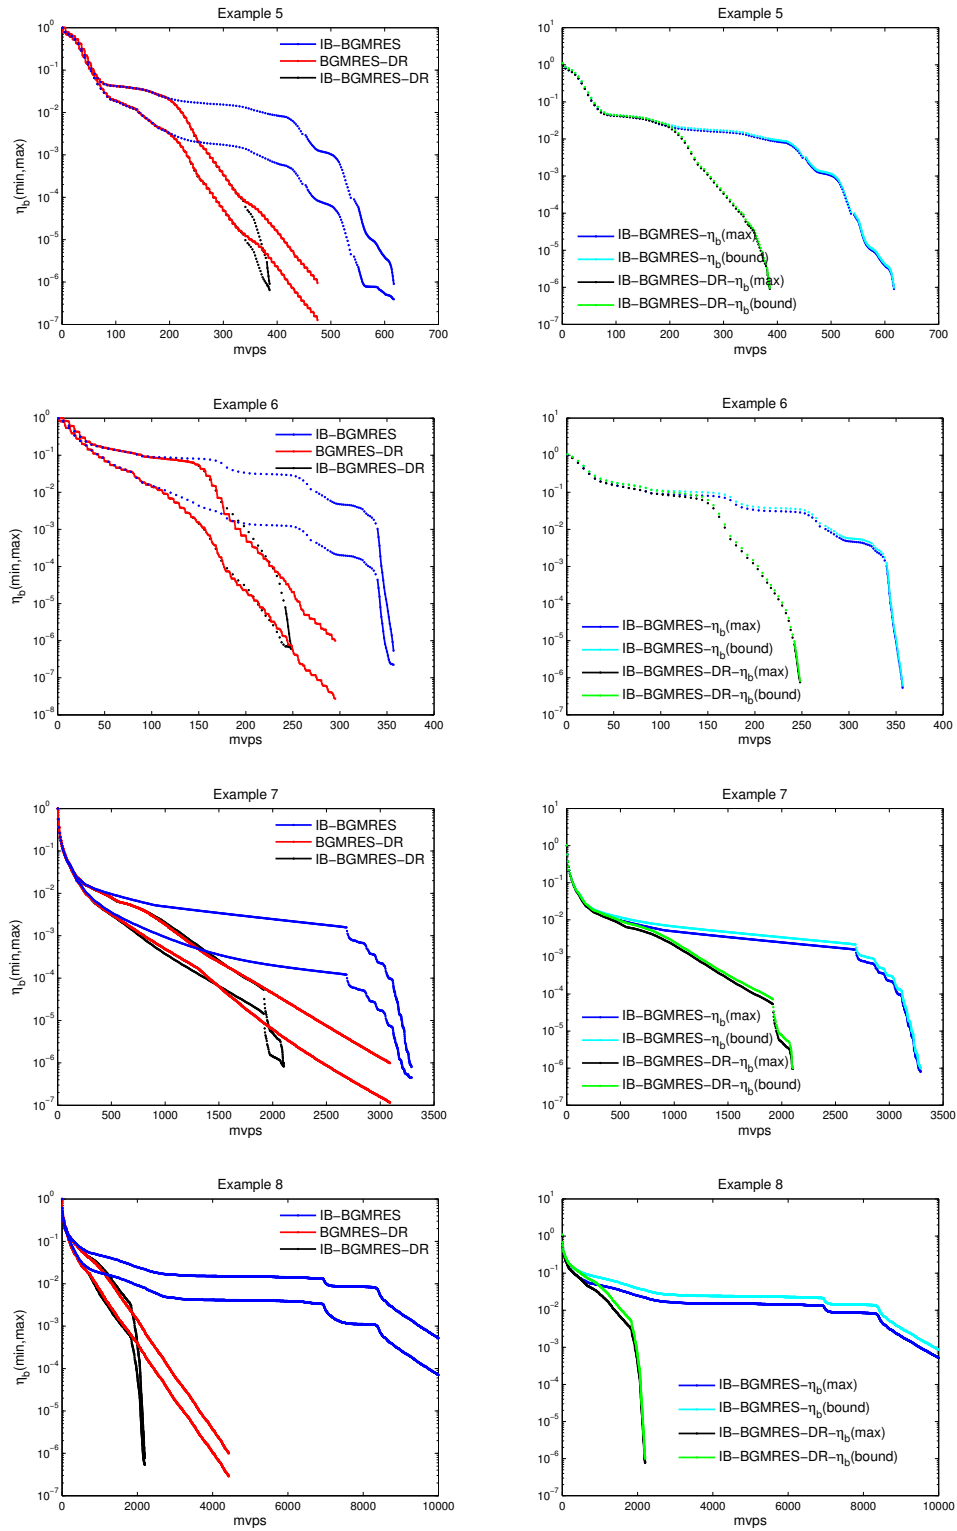 Example 5
10^0
10^−1
10^−2
10^−3
10^−4
10^−5
10^−6
10^−7
η_b(min,max)
IB−BGMRES
BGMRES−DR
IB−BGMRES−DR
0 100 200 300 400 500 600 700
mvps
Example 5
10^1
10^0
10^−1
10^−2
10^−3
10^−4
10^−5
10^−6
10^−7
IB−BGMRES−η_b(max)
IB−BGMRES−η_b(bound)
IB−BGMRES−DR−η_b(max)
IB−BGMRES−DR−η_b(bound)
0 100 200 300 400 500 600 700
mvps
Example 6
10^0
10^−1
10^−2
10^−3
10^−4
10^−5
10^−6
10^−7
10^−8
η_b(min,max)
IB−BGMRES
BGMRES−DR
IB−BGMRES−DR
0 50 100 150 200 250 300 350 400
mvps
Example 6
10^1
10^0
10^−1
10^−2
10^−3
10^−4
10^−5
10^−6
10^−7
IB−BGMRES−η_b(max)
IB−BGMRES−η_b(bound)
IB−BGMRES−DR−η_b(max)
IB−BGMRES−DR−η_b(bound)
0 50 100 150 200 250 300 350 400
mvps
Example 7
10^0
10^−1
10^−2
10^−3
10^−4
10^−5
10^−6
10^−7
η_b(min,max)
IB−BGMRES
BGMRES−DR
IB−BGMRES−DR
0 500 1000 1500 2000 2500 3000 3500
mvps
Example 7
10^1
10^0
10^−1
10^−2
10^−3
10^−4
10^−5
10^−6
10^−7
IB−BGMRES−η_b(max)
IB−BGMRES−η_b(bound)
IB−BGMRES−DR−η_b(max)
IB−BGMRES−DR−η_b(bound)
0 500 1000 1500 2000 2500 3000 3500
mvps
Example 8
10^0
10^−1
10^−2
10^−3
10^−4
10^−5
10^−6
10^−7
η_b(min,max)
IB−BGMRES
BGMRES−DR
IB−BGMRES−DR
0 2000 4000 6000 8000 10000
mvps
Example 8
10^1
10^0
10^−1
10^−2
10^−3
10^−4
10^−5
10^−6
10^−7
IB−BGMRES−η_b(max)
IB−BGMRES−η_b(bound)
IB−BGMRES−DR−η_b(max)
IB−BGMRES−DR−η_b(bound)
0 2000 4000 6000 8000 10000
mvps